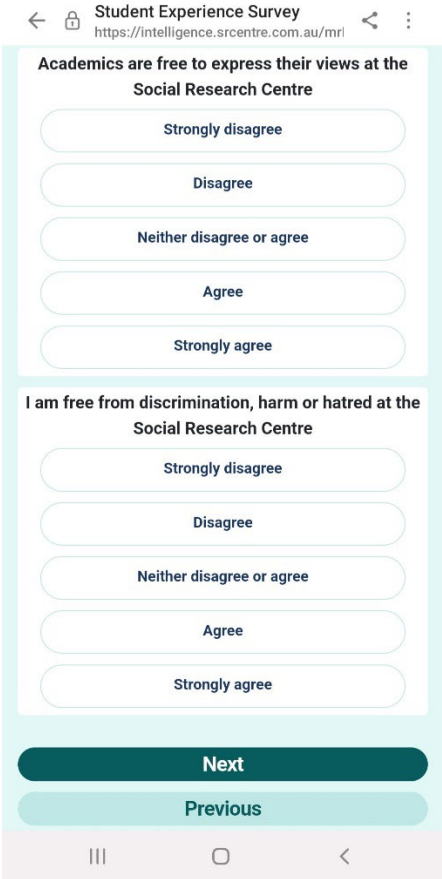 Student Experience Survey
https://intelligence.srcentre.com.au/mrl
Academics are free to express their views at the
Social Research Centre
Strongly disagree
Disagree
Neither disagree or agree
Agree
Strongly agree
I am free from discrimination, harm or hatred at the
Social Research Centre
Strongly disagree
Disagree
Neither disagree or agree
Agree
Strongly agree
Next
Previous